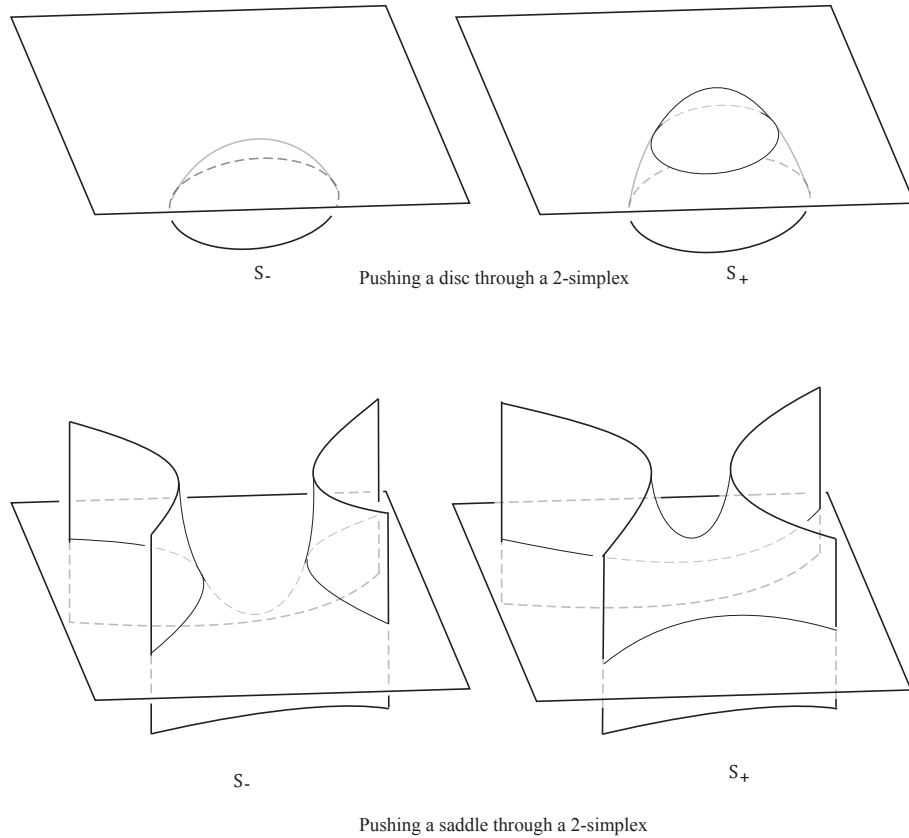 S- S+
Pushing a disc through a 2-simplex
S- S+
Pushing a saddle through a 2-simplex